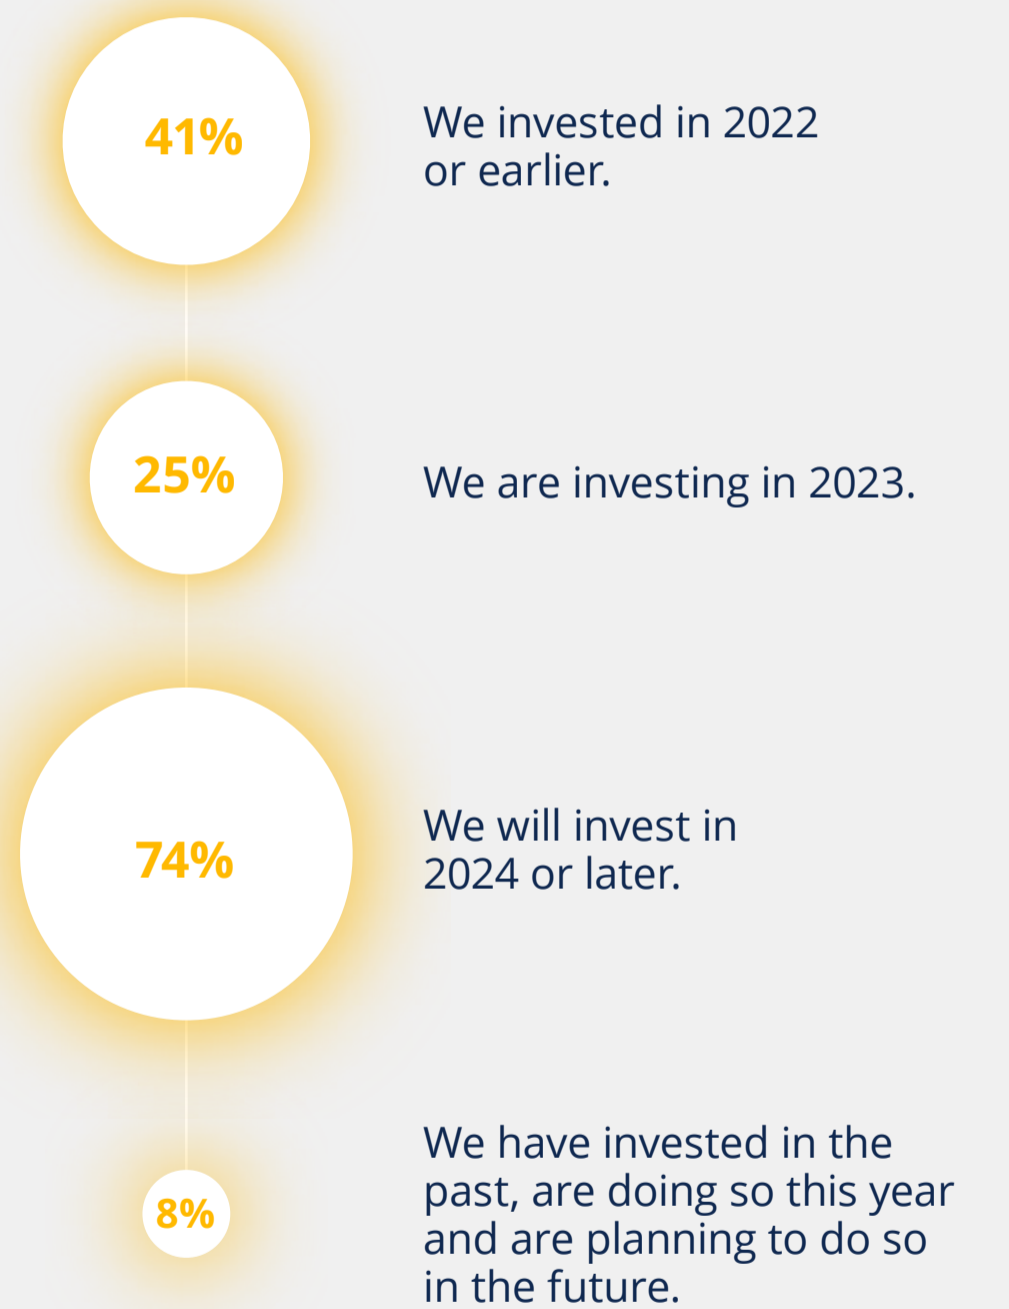 41%
We invested in 2022
or earlier.
25%
We are investing in 2023.
74%
We will invest in
2024 or later.
8%
We have invested in the
past, are doing so this year
and are planning to do so
in the future.